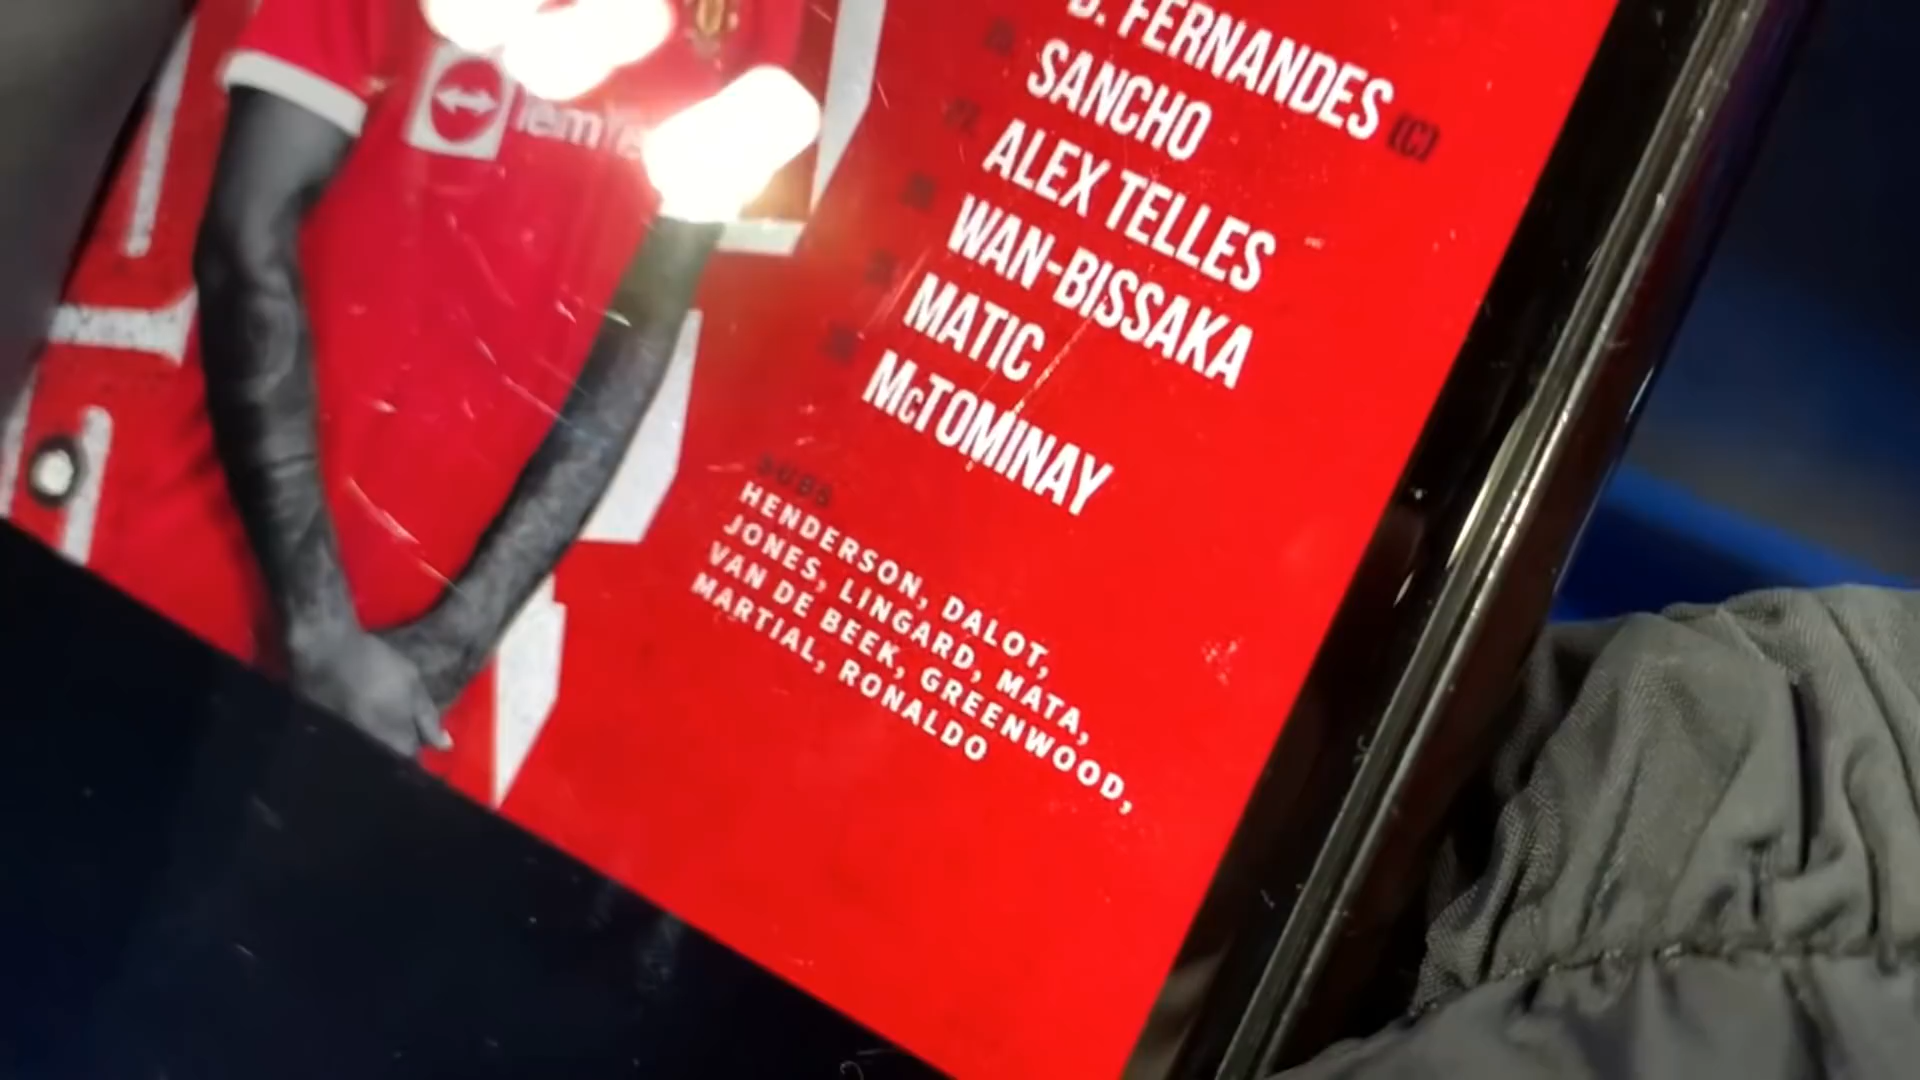 B. FERNANDES (C)
SANCHO
ALEX TELLES
WAN-BISSAKA
MATIC
McTOMINAY
SUBS
HENDERSON, DALOT,
JONES, LINGARD, MATA,
VAN DE BEEK, GREENWOOD,
MARTIAL, RONALDO